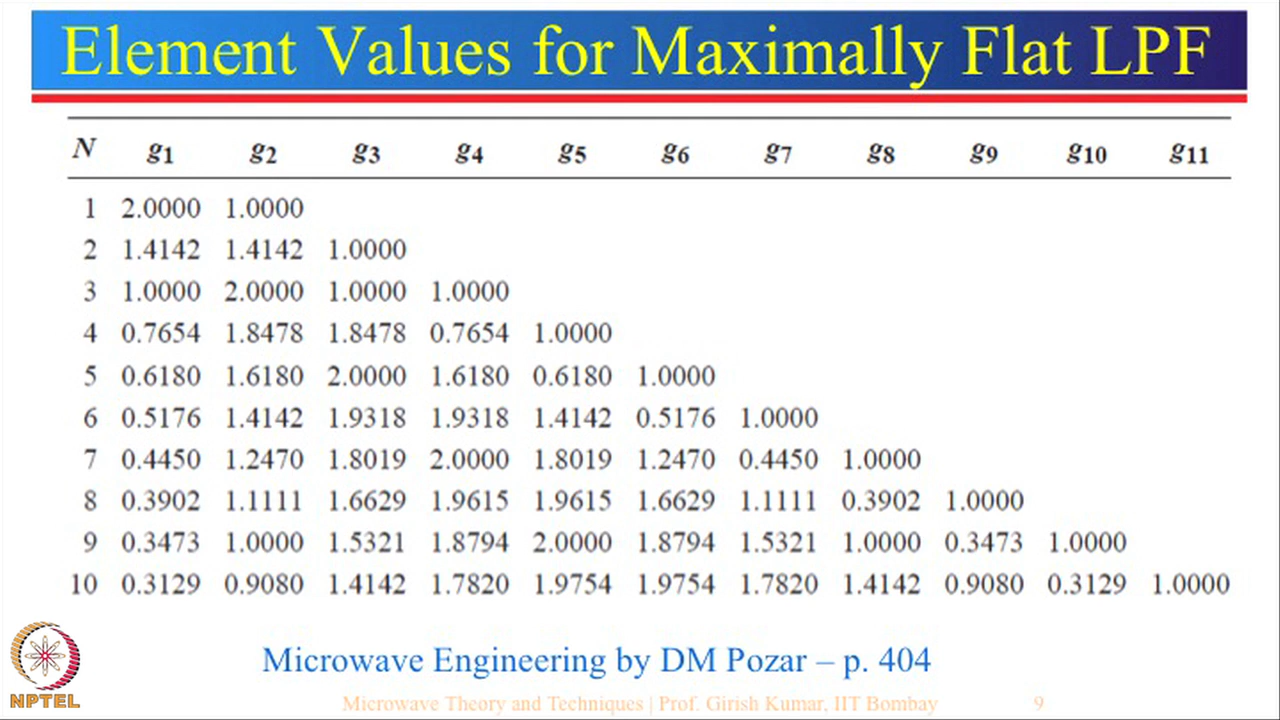 Element Values for Maximally Flat LPF
N g1 g2 g3 g4 g5 g6 g7 g8 g9 g10 g11
1 2.0000 1.0000
2 1.4142 1.4142 1.0000
3 1.0000 2.0000 1.0000 1.0000
4 0.7654 1.8478 1.8478 0.7654 1.0000
5 0.6180 1.6180 2.0000 1.6180 0.6180 1.0000
6 0.5176 1.4142 1.9318 1.9318 1.4142 0.5176 1.0000
7 0.4450 1.2470 1.8019 2.0000 1.8019 1.2470 0.4450 1.0000
8 0.3902 1.1111 1.6629 1.9615 1.9615 1.6629 1.1111 0.3902 1.0000
9 0.3473 1.0000 1.5321 1.8794 2.0000 1.8794 1.5321 1.0000 0.3473 1.0000
10 0.3129 0.9080 1.4142 1.7820 1.9754 1.9754 1.7820 1.4142 0.9080 0.3129 1.0000
Microwave Engineering by DM Pozar – p. 404
NPTEL
Microwave Theory and Techniques | Prof. Girish Kumar, IIT Bombay 9